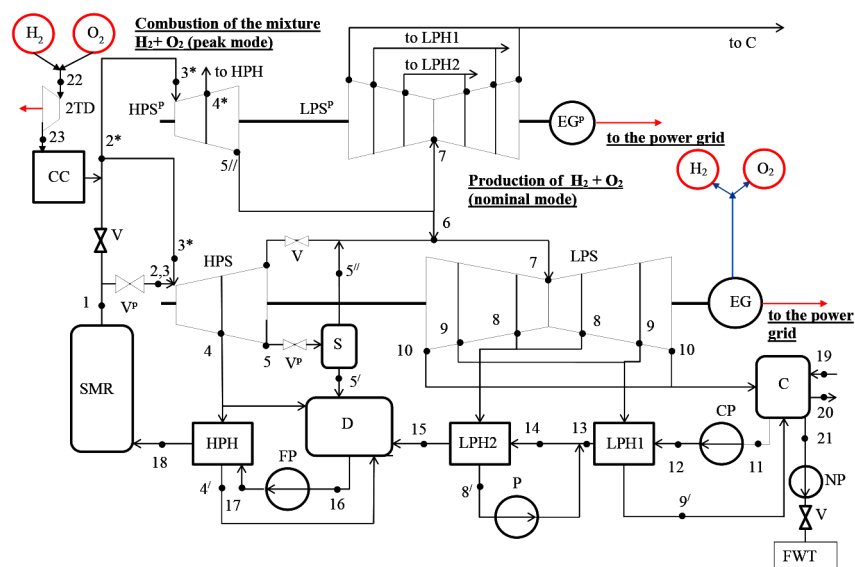 H2
O2
Combustion of the mixture
H2+ O2 (peak mode)
to LPH1
to C
22
3*
to HPH
to LPH2
2TD
HPSP
4*
LPSP
EGP
23
to the power grid
2*
5//
7
H2
O2
CC
Production of H2 + O2
(nominal mode)
6
V
3*
HPS
V
LPS
5//
7
2,3
1
VP
EG
9
8
8
9
to the power
grid
4
5
VP
S
10
10
19
SMR
5/
C
20
CP
D
15
14
13
21
HPH
LPH2
LPH1
18
FP
12
11
NP
4/
17
16
8/
P
9/
V
FWT